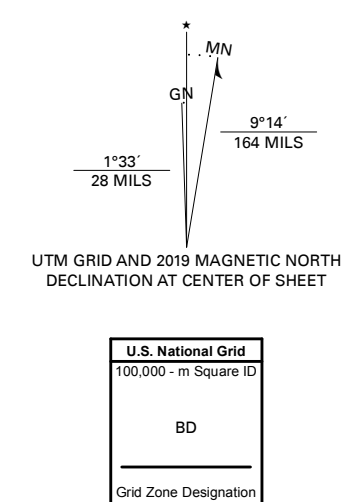 ★
MN
GN
9°14´
164 MILS
1°33´
28 MILS
UTM GRID AND 2019 MAGNETIC NORTH
DECLINATION AT CENTER OF SHEET
U.S. National Grid
100,000 - m Square ID
BD
Grid Zone Designation